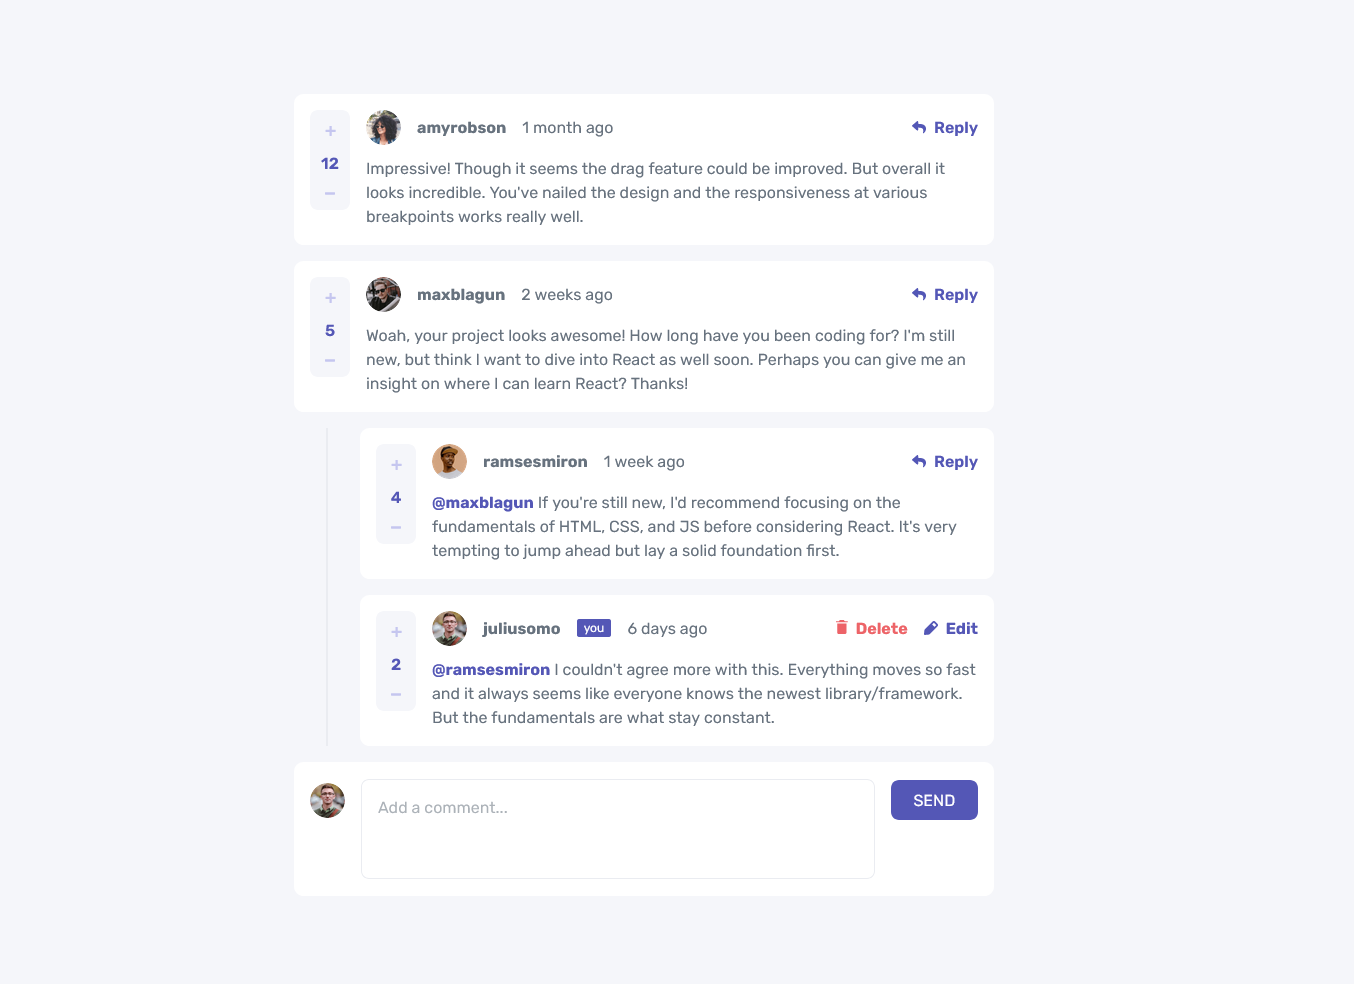 +
12
–
amyrobson 1 month ago Reply
Impressive! Though it seems the drag feature could be improved. But overall it
looks incredible. You've nailed the design and the responsiveness at various
breakpoints works really well.
+
5
–
maxblagun 2 weeks ago Reply
Woah, your project looks awesome! How long have you been coding for? I'm still
new, but think I want to dive into React as well soon. Perhaps you can give me an
insight on where I can learn React? Thanks!
+
4
–
ramsesmiron 1 week ago Reply
@maxblagun If you're still new, I'd recommend focusing on the
fundamentals of HTML, CSS, and JS before considering React. It's very
tempting to jump ahead but lay a solid foundation first.
+
2
–
juliusomo you 6 days ago Delete Edit
@ramsesmiron I couldn't agree more with this. Everything moves so fast
and it always seems like everyone knows the newest library/framework.
But the fundamentals are what stay constant.
Add a comment...
SEND